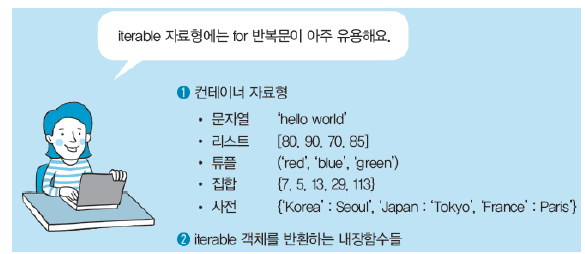 iterable 자료형에는 for 반복문이 아주 유용해요.
❶ 컨테이너 자료형
• 문자열 ‘hello world’
• 리스트 [80, 90, 70, 85]
• 튜플 (‘red’, ‘blue’, ‘green’)
• 집합 {7, 5, 13, 29, 113}
• 사전 {‘Korea’ : Seoul’, ‘Japan : ‘Tokyo’, ‘France’ : Paris’}
❷ iterable 객체를 반환하는 내장함수들